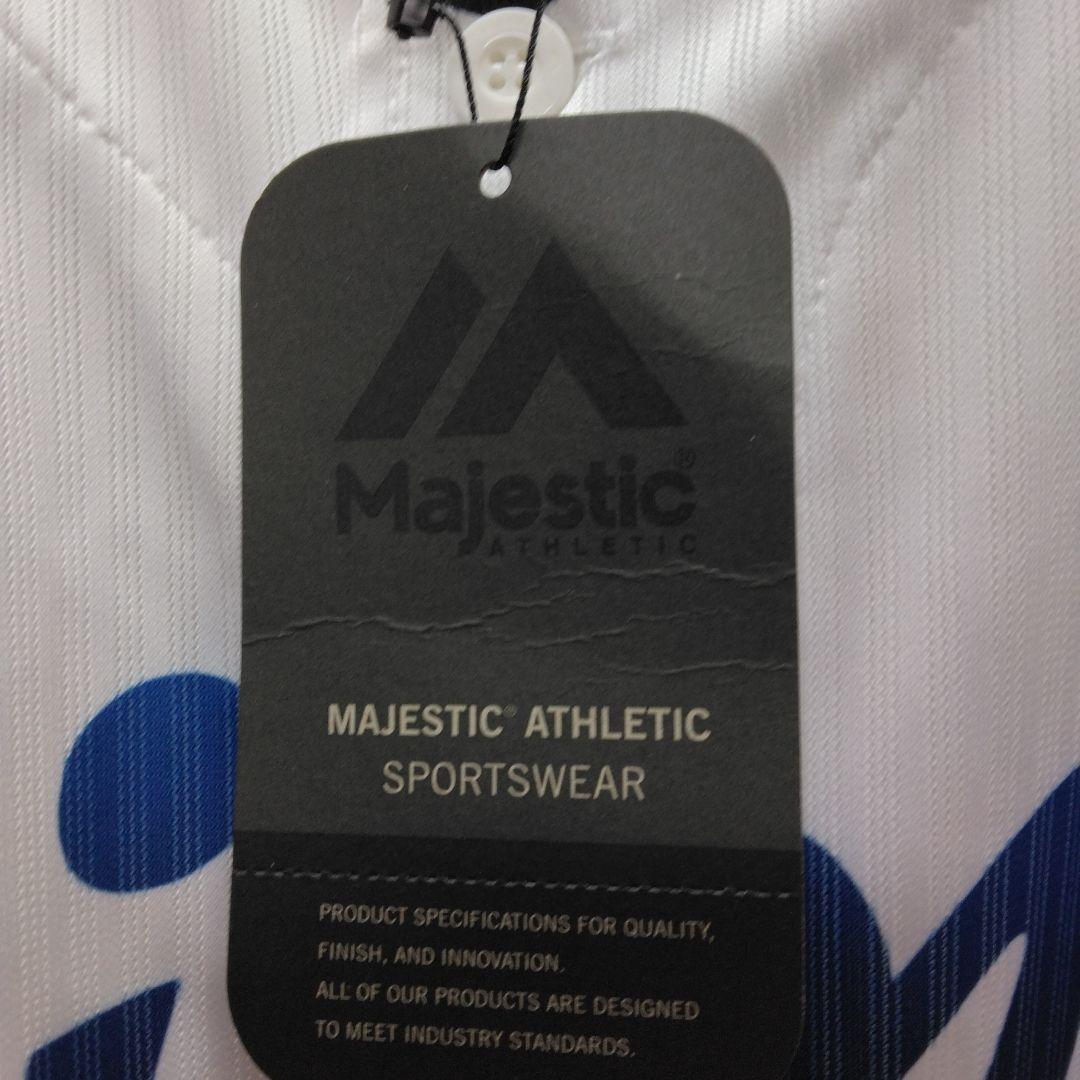 Majestic®
ATHLETIC
MAJESTIC® ATHLETIC
SPORTSWEAR
PRODUCT SPECIFICATIONS FOR QUALITY,
FINISH, AND INNOVATION.
ALL OF OUR PRODUCTS ARE DESIGNED
TO MEET INDUSTRY STANDARDS.